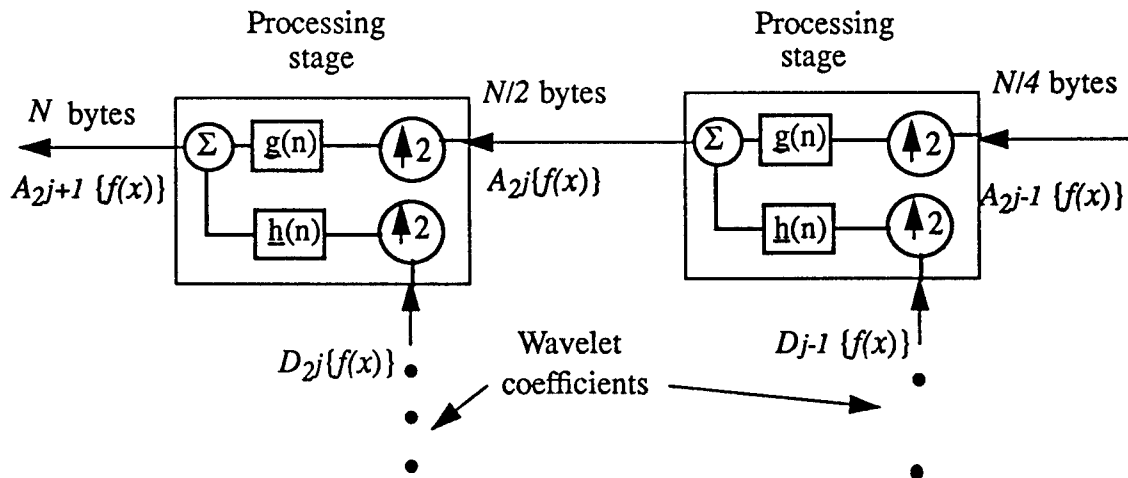 Processing
stage
Processing
stage
N bytes
N/2 bytes
N/4 bytes
Σ
g(n)
2
Σ
g(n)
2
A2j+1 {f(x)}
A2j{f(x)}
A2j-1 {f(x)}
h(n)
2
h(n)
2
D2j{f(x)}
Wavelet
coefficients
Dj-1 {f(x)}